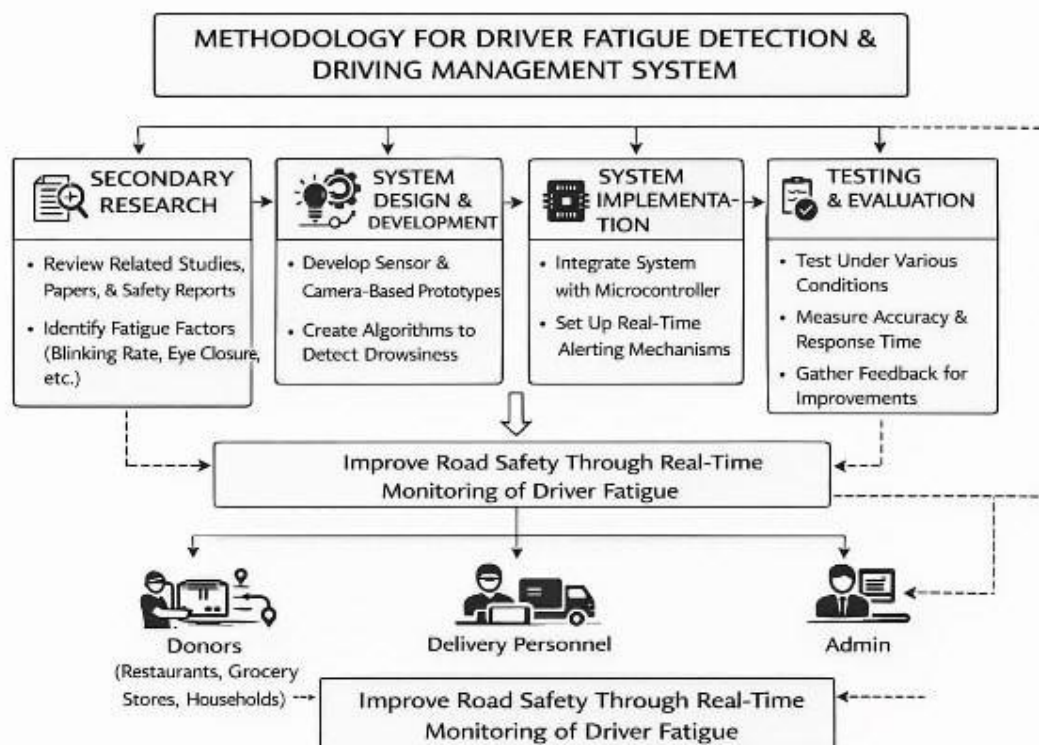 METHODOLOGY FOR DRIVER FATIGUE DETECTION &
DRIVING MANAGEMENT SYSTEM
SECONDARY
RESEARCH
• Review Related Studies,
Papers, & Safety Reports
• Identify Fatigue Factors
(Blinking Rate, Eye Closure,
etc.)
SYSTEM
DESIGN &
DEVELOPMENT
• Develop Sensor &
Camera-Based Prototypes
• Create Algorithms to
Detect Drowsiness
SYSTEM
IMPLEMENTA-
TION
• Integrate System
with Microcontroller
• Set Up Real-Time
Alerting Mechanisms
TESTING
& EVALUATION
• Test Under Various
Conditions
• Measure Accuracy &
Response Time
• Gather Feedback for
Improvements
Improve Road Safety Through Real-Time
Monitoring of Driver Fatigue
Donors
(Restaurants, Grocery
Stores, Households)
Delivery Personnel
Admin
Improve Road Safety Through Real-Time
Monitoring of Driver Fatigue